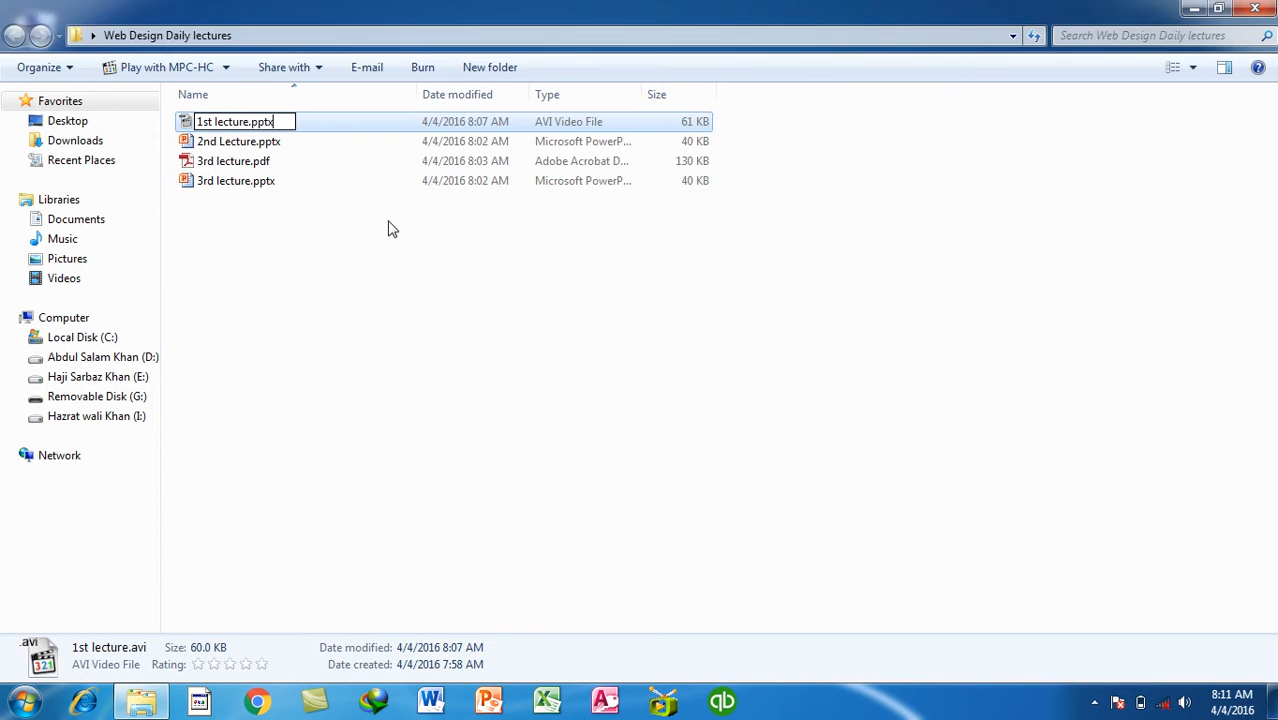 Web Design Daily lectures
Search Web Design Daily lectures
Organize Play with MPC-HC Share with E-mail Burn New folder
Name Date modified Type Size
Favorites
Desktop
Downloads
Recent Places
Libraries
Documents
Music
Pictures
Videos
Computer
Local Disk (C:)
Abdul Salam Khan (D:)
Haji Sarbaz Khan (E:)
Removable Disk (G:)
Hazrat wali Khan (I:)
Network
1st lecture.pptx 4/4/2016 8:07 AM AVI Video File 61 KB
2nd Lecture.pptx 4/4/2016 8:02 AM Microsoft PowerP... 40 KB
3rd lecture.pdf 4/4/2016 8:03 AM Adobe Acrobat D... 130 KB
3rd lecture.pptx 4/4/2016 8:02 AM Microsoft PowerP... 40 KB
.avi
321
1st lecture.avi Size: 60.0 KB Date modified: 4/4/2016 8:07 AM
AVI Video File Rating: Date created: 4/4/2016 7:58 AM
8:11 AM
4/4/2016